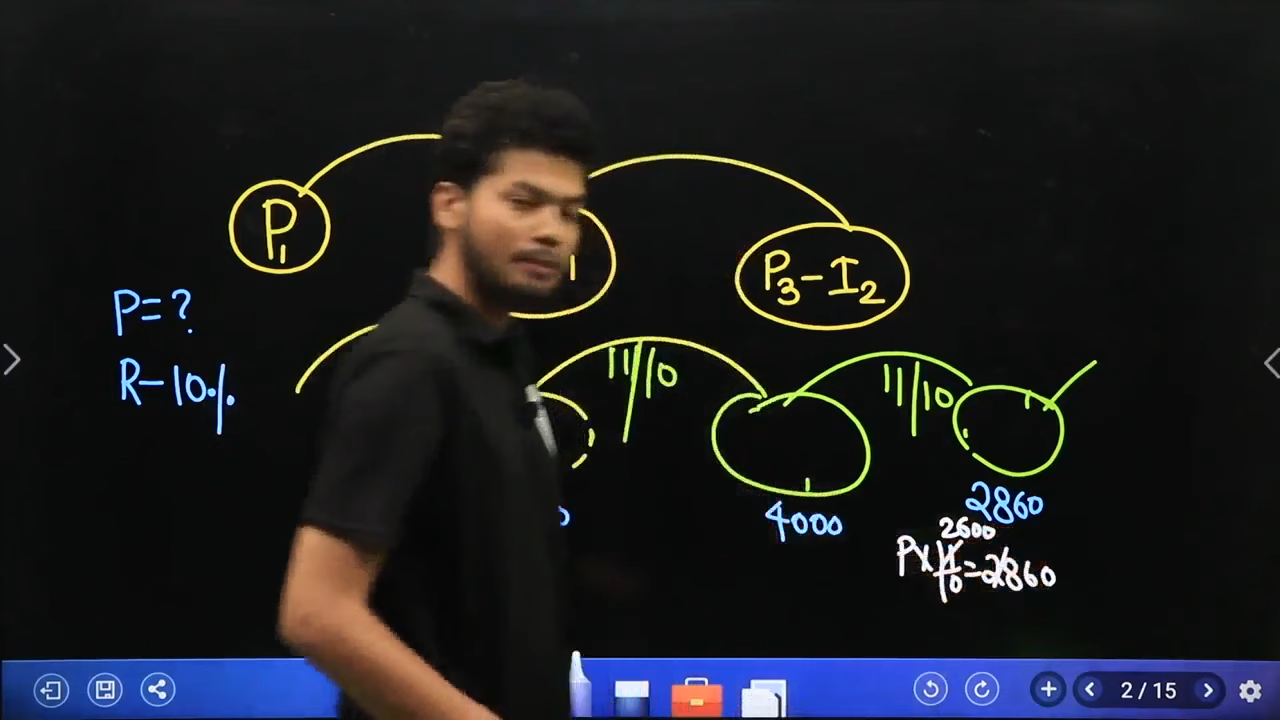 P₁
P₃-I₂
P=?
R-10%
11/10
11/10
4000
2860
2600
Px11/10=2860
2 / 15